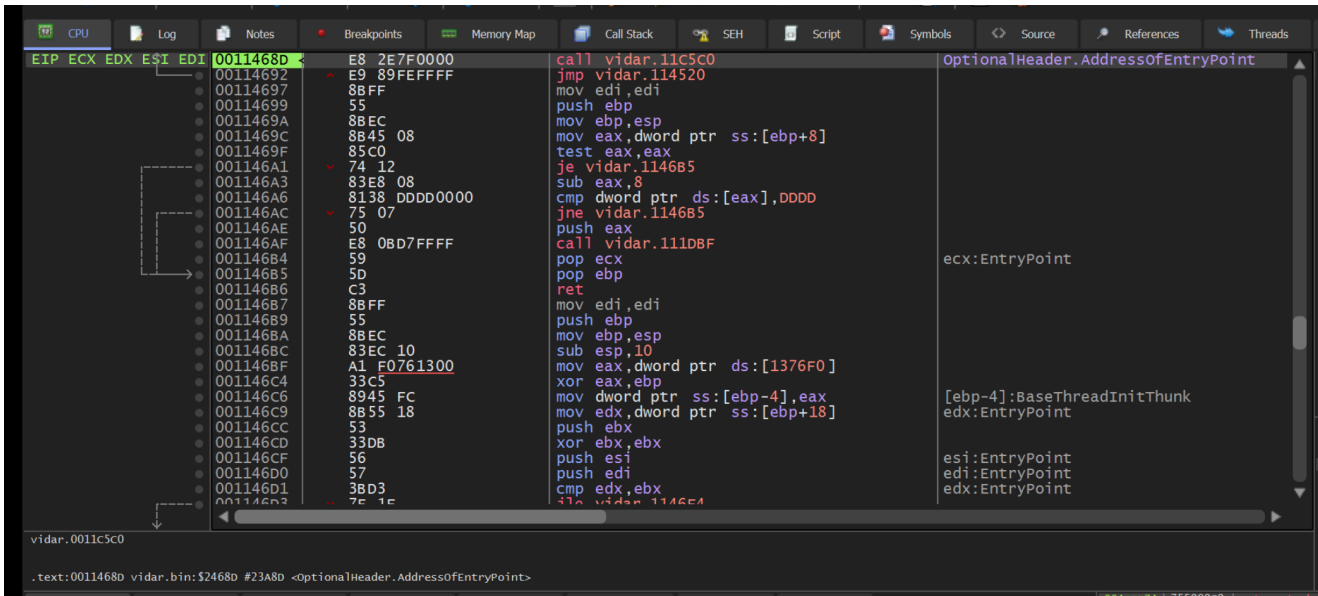 CPU Log Notes Breakpoints Memory Map Call Stack SEH Script Symbols Source References Threads
EIP ECX EDX ESI EDI 0011468D E8 2E7F0000 call vidar.11C5C0 OptionalHeader.AddressOfEntryPoint
00114692 E9 89FEFFFF jmp vidar.114520
00114697 8BFF mov edi,edi
00114699 55 push ebp
0011469A 8BEC mov ebp,esp
0011469C 8B45 08 mov eax,dword ptr ss:[ebp+8]
0011469F 85C0 test eax,eax
001146A1 74 12 je vidar.1146B5
001146A3 83E8 08 sub eax,8
001146A6 8138 DDDD0000 cmp dword ptr ds:[eax],DDDD
001146AC 75 07 jne vidar.1146B5
001146AE 50 push eax
001146AF E8 0BD7FFFF call vidar.111DBF
001146B4 59 pop ecx ecx:EntryPoint
001146B5 5D pop ebp
001146B6 C3 ret
001146B7 8BFF mov edi,edi
001146B9 55 push ebp
001146BA 8BEC mov ebp,esp
001146BC 83EC 10 sub esp,10
001146BF A1 F0761300 mov eax,dword ptr ds:[1376F0]
001146C4 33C5 xor eax,ebp
001146C6 8945 FC mov dword ptr ss:[ebp-4],eax [ebp-4]:BaseThreadInitThunk
001146C9 8B55 18 mov edx,dword ptr ss:[ebp+18] edx:EntryPoint
001146CC 53 push ebx
001146CD 33DB xor ebx,ebx
001146CF 56 push esi esi:EntryPoint
001146D0 57 push edi edi:EntryPoint
001146D1 3BD3 cmp edx,ebx edx:EntryPoint
001146D3 7E 1F jle vidar.1146F4
vidar.0011C5C0
.text:0011468D vidar.bin:$2468D #23A8D <OptionalHeader.AddressOfEntryPoint>